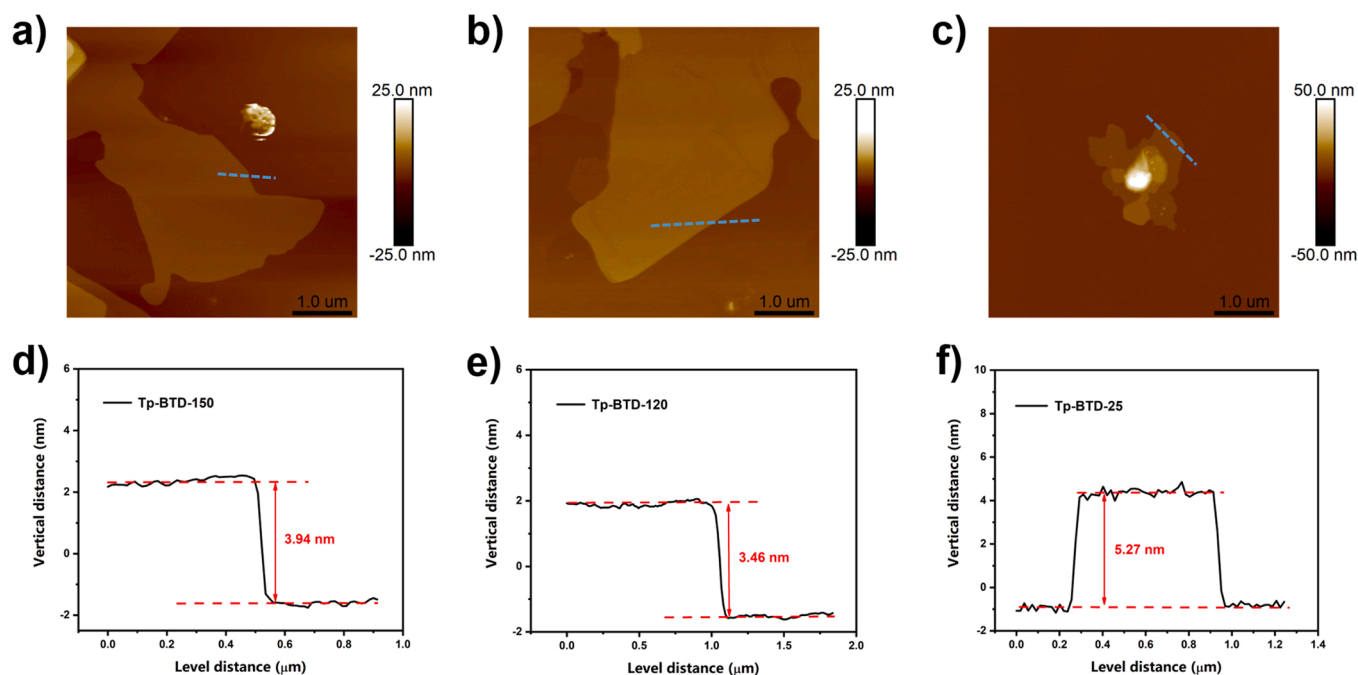 a)
25.0 nm
-25.0 nm
1.0 um
b)
25.0 nm
-25.0 nm
1.0 um
c)
50.0 nm
-50.0 nm
1.0 um
d)
Tp-BTD-150
3.94 nm
Vertical distance (nm)
6
4
2
0
-2
0.0 0.2 0.4 0.6 0.8 1.0
Level distance (μm)
e)
Tp-BTD-120
3.46 nm
Vertical distance (nm)
6
4
2
0
-2
0.0 0.5 1.0 1.5 2.0
Level distance (μm)
f)
Tp-BTD-25
5.27 nm
Vertical distance (nm)
10
8
6
4
2
0
-2
0.0 0.2 0.4 0.6 0.8 1.0 1.2 1.4
Level distance (μm)